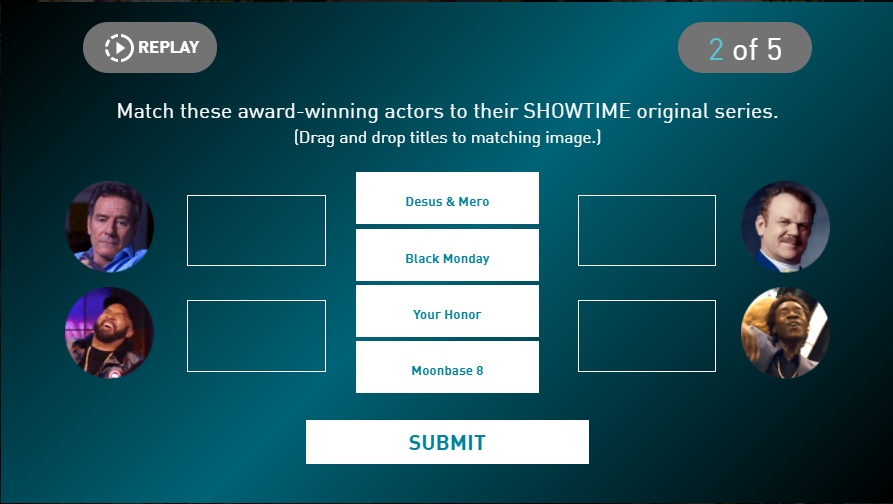 REPLAY
2 of 5
Match these award-winning actors to their SHOWTIME original series.
(Drag and drop titles to matching image.)
Desus & Mero
Black Monday
Your Honor
Moonbase 8
SUBMIT